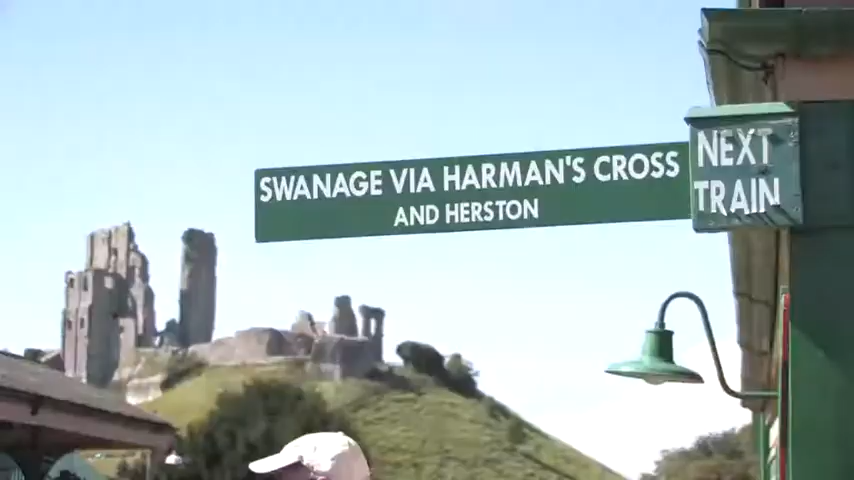 SWANAGE VIA HARMAN'S CROSS
AND HERSTON
NEXT
TRAIN